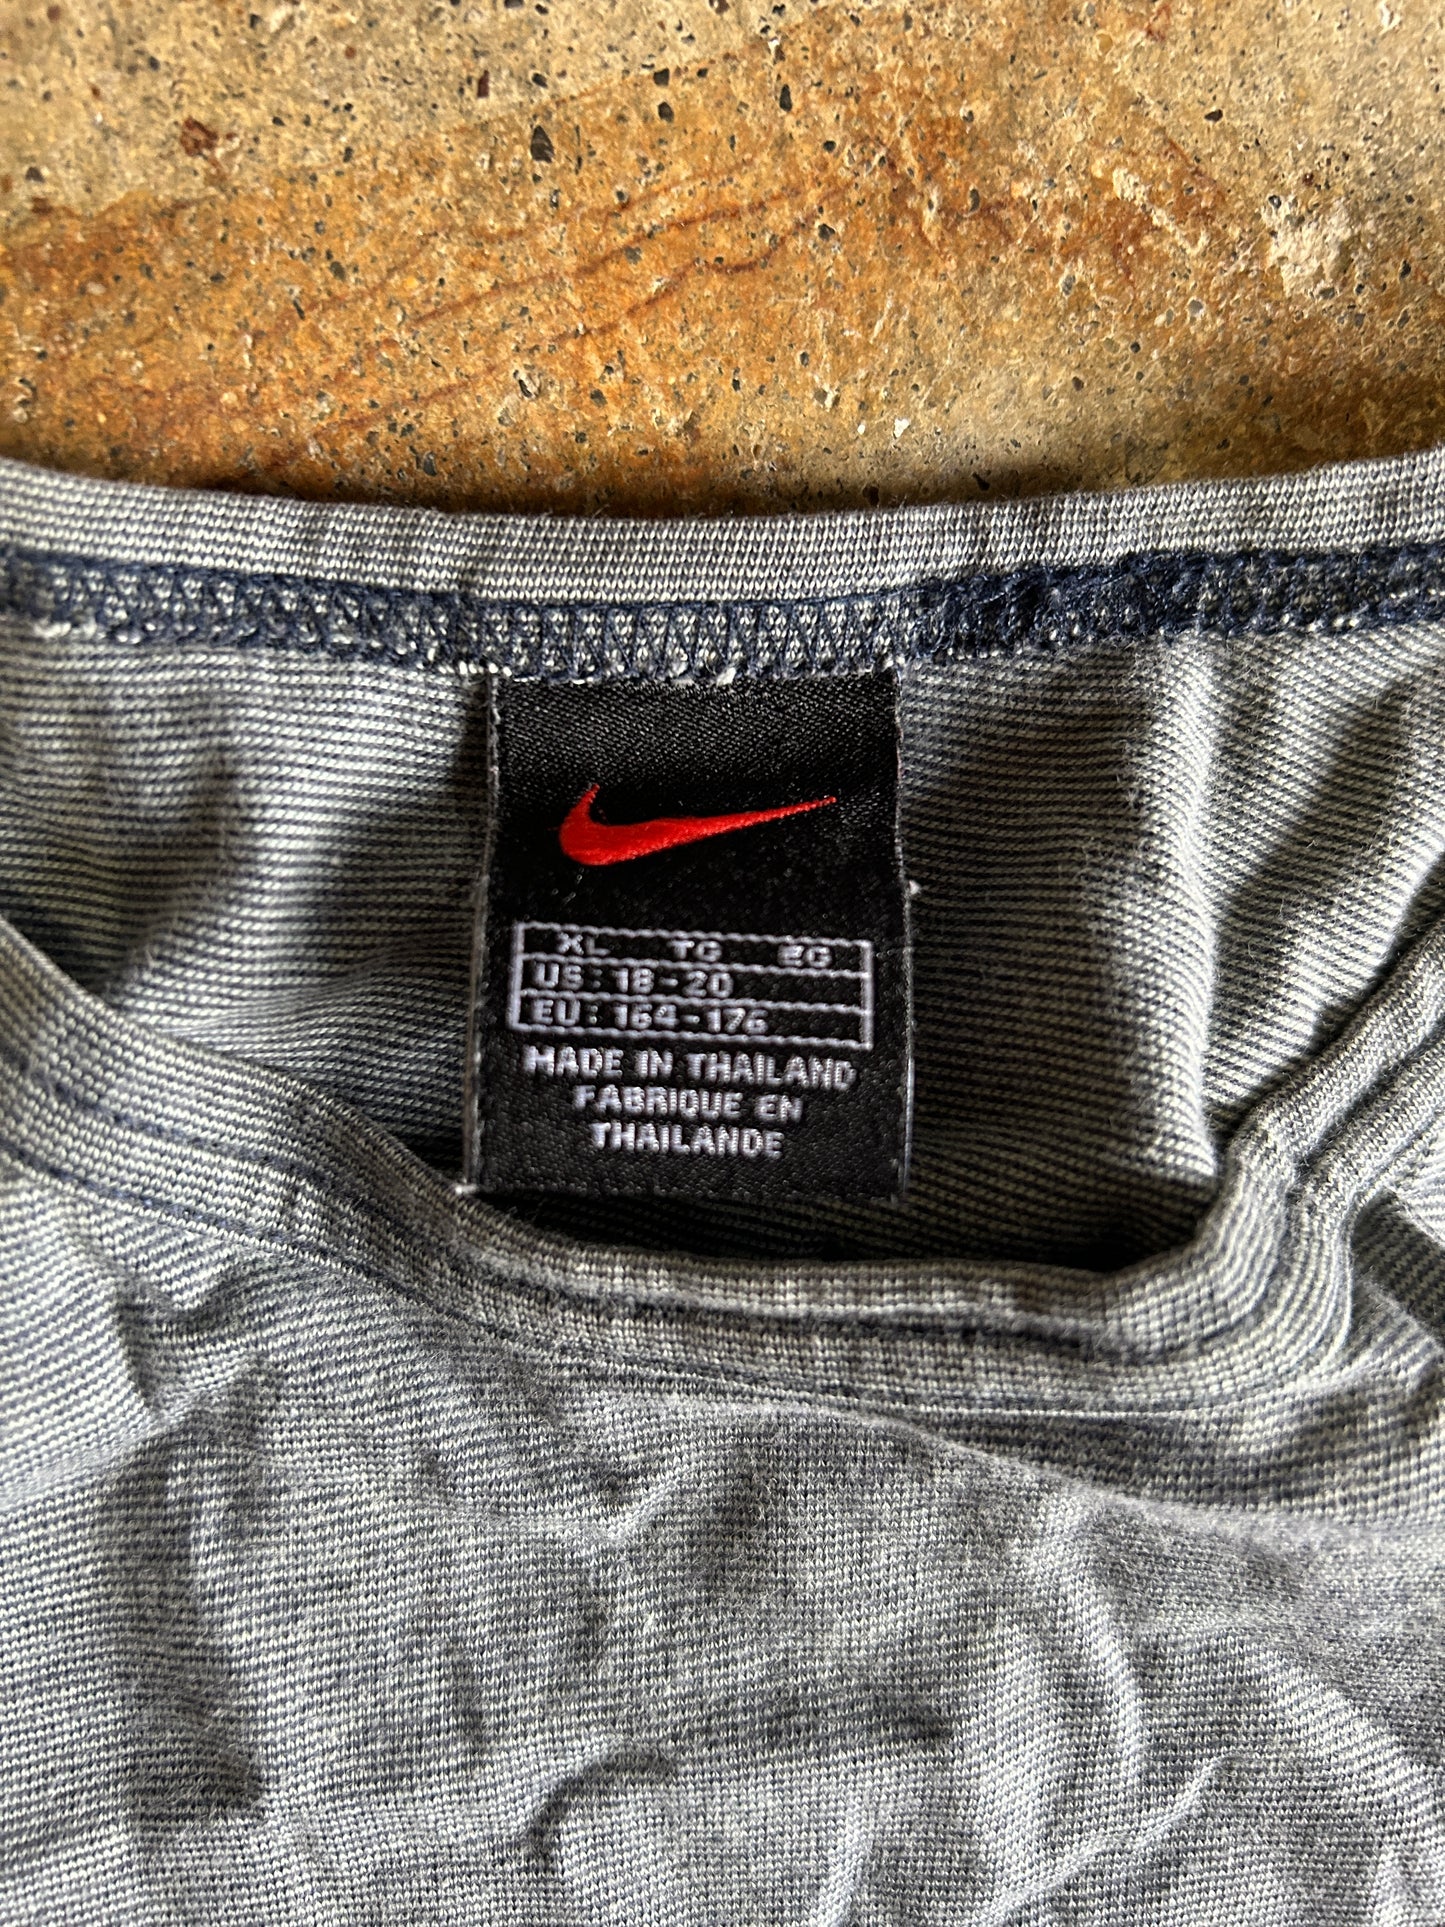 XL TG EG
US: 18-20
EU: 164-176
MADE IN THAILAND
FABRIQUE EN
THAILANDE